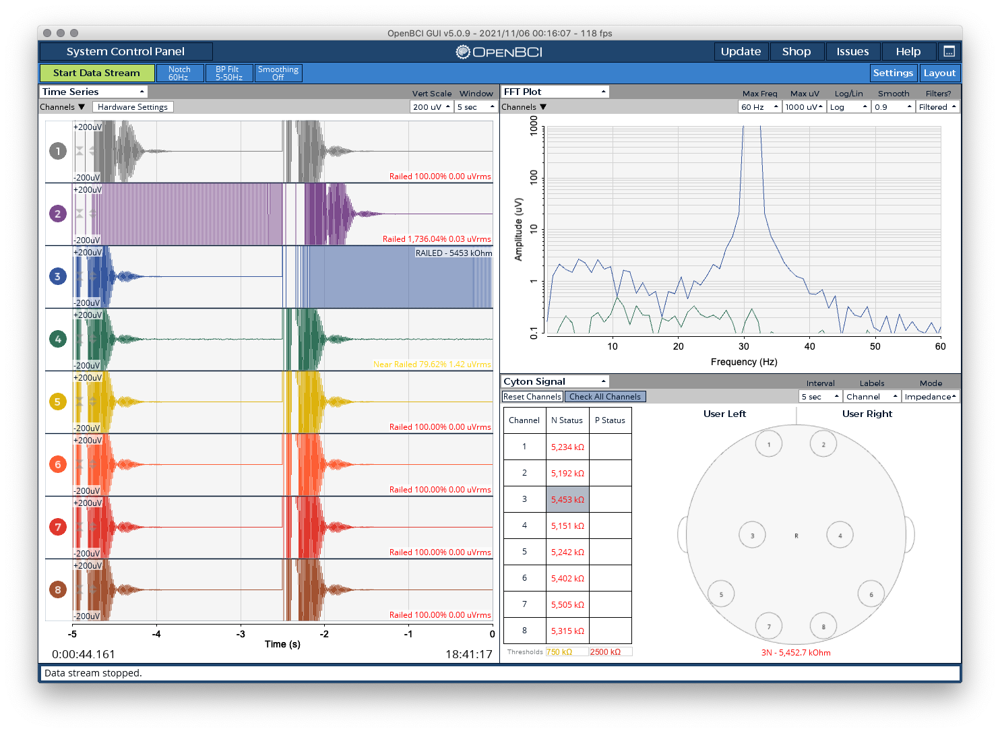 OpenBCI GUI v5.0.9 - 2021/11/06 00:16:07 - 118 fps
System Control Panel
OPENBCI
Update
Shop
Issues
Help
Start Data Stream
Notch
60Hz
BP Filt
5-50Hz
Smoothing
Off
Settings
Layout
Time Series
Vert Scale Window
Channels
Hardware Settings
200 uV
5 sec
+200uV
1
-200uV
Railed 100.00% 0.00 uVrms
+200uV
2
-200uV
Railed 1,736.04% 0.03 uVrms
+200uV
RAILED - 5453 kOhm
3
-200uV
+200uV
4
-200uV
Near Railed 79.62% 1.42 uVrms
+200uV
5
-200uV
Railed 100.00% 0.00 uVrms
+200uV
6
-200uV
Railed 100.00% 0.00 uVrms
+200uV
7
-200uV
Railed 100.00% 0.00 uVrms
+200uV
8
-200uV
Railed 100.00% 0.00 uVrms
-5 -4 -3 -2 -1 0
Time (s)
0:00:44.161
18:41:17
FFT Plot
Max Freq Max uV Log/Lin Smooth Filters?
Channels
60 Hz
1000 uV
Log
0.9
Filtered
1000
100
10
1
0.1
Amplitude (uV)
10 20 30 40 50 60
Frequency (Hz)
Cyton Signal
Interval Labels Mode
Reset Channels
Check All Channels
5 sec
Channel
Impedance
Channel N Status P Status
1 5,234 kΩ
2 5,192 kΩ
3 5,453 kΩ
4 5,151 kΩ
5 5,242 kΩ
6 5,402 kΩ
7 5,505 kΩ
8 5,315 kΩ
Thresholds 750 kΩ 2500 kΩ
User Left
User Right
1
2
3
R
4
5
6
7
8
3N - 5,452.7 kOhm
Data stream stopped.